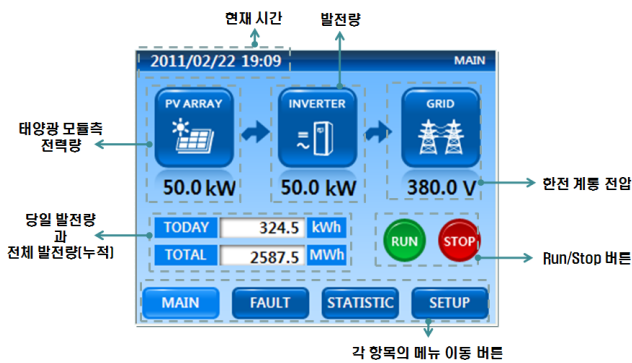 현재 시간
발전량
2011/02/22 19:09
MAIN
PV ARRAY
INVERTER
GRID
태양광 모듈측
전력량
50.0 kW
50.0 kW
380.0 V
한전 계통 전압
당일 발전량
과
전체 발전량(누적)
TODAY
324.5
kWh
TOTAL
2587.5
MWh
RUN
STOP
Run/Stop 버튼
MAIN
FAULT
STATISTIC
SETUP
각 항목의 메뉴 이동 버튼